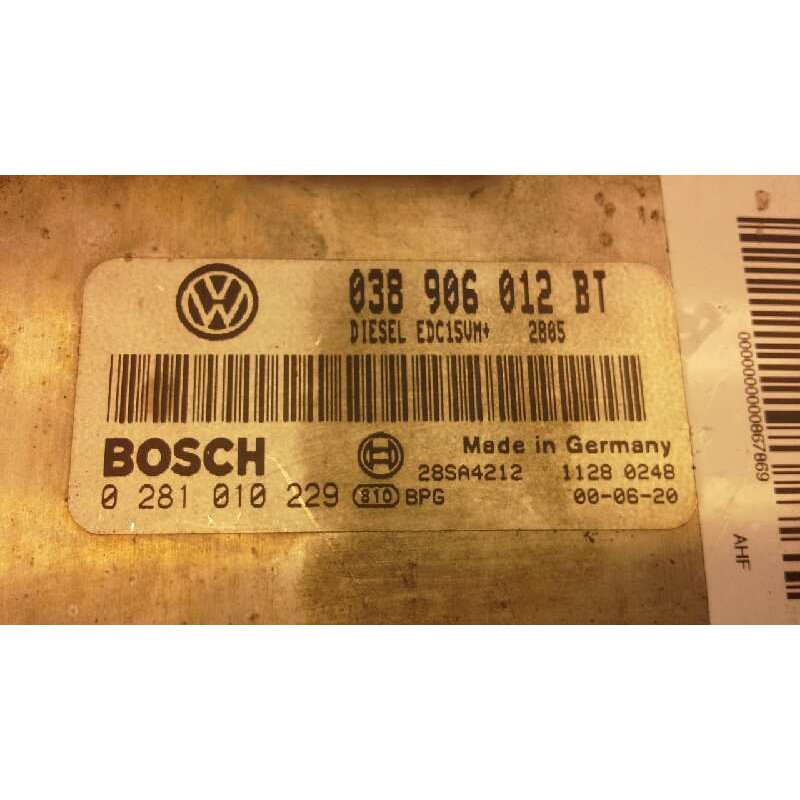 038 906 012 BT
DIESEL EDC15VM+ 2805
BOSCH
Made in Germany
28SA4212 1128 0248
0 281 010 229 810 BPG 00-06-20
000000000867869
AHF